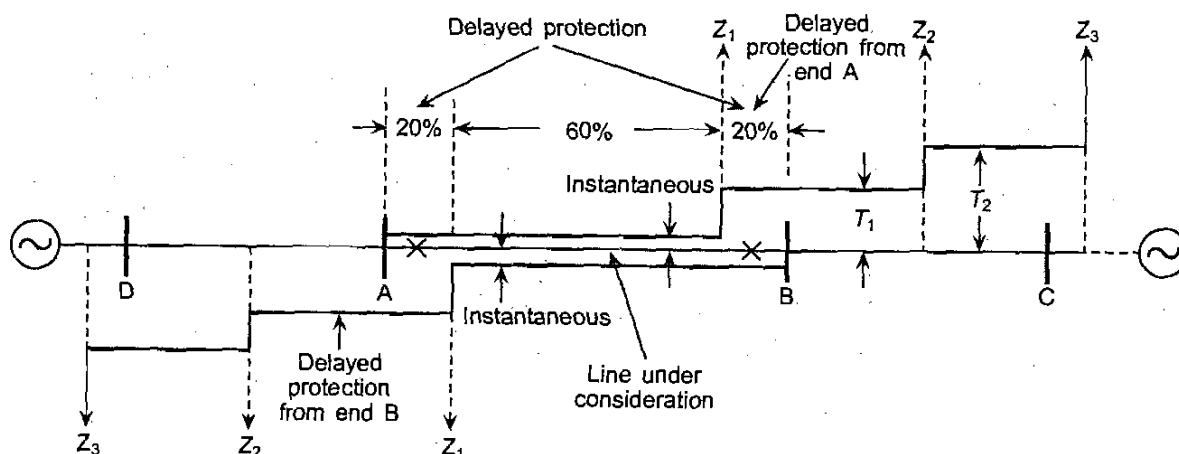 Delayed protection
Z1
Delayed
protection from
end A
Z2
Z3
20%
60%
20%
Instantaneous
T1
T2
D
A
B
C
Instantaneous
Delayed
protection
from end B
Line under
consideration
Z3
Z2
Z1